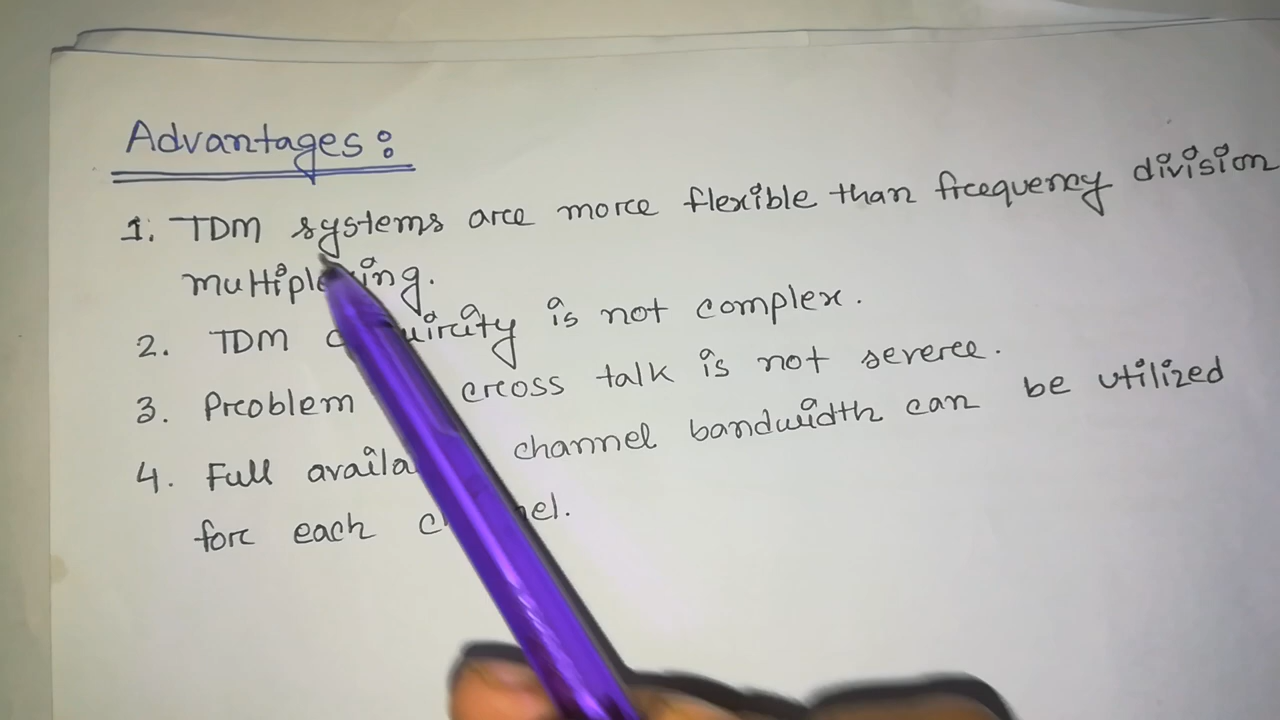 Advantages:
1. TDM systems are more flexible than frequency division
multiplexing.
2. TDM is not complex.
3. Problem cross talk is not severe.
4. Full channel bandwidth can be utilized
for each